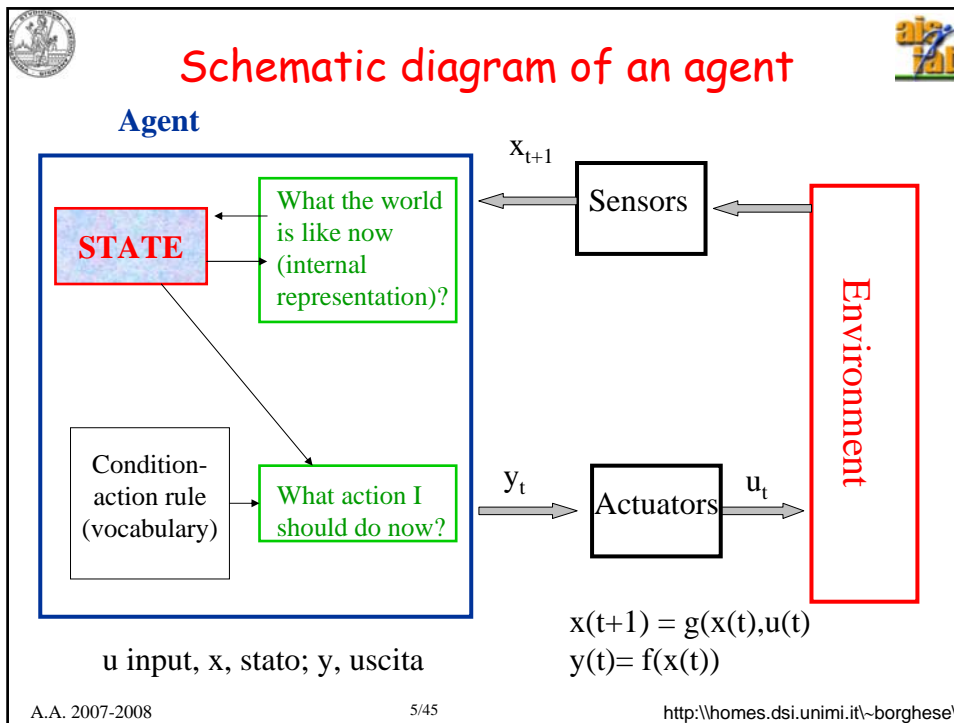 Schematic diagram of an agent
ais
lab
Agent
x_{t+1}
What the world
is like now
(internal
representation)?
STATE
Sensors
Environment
Condition-
action rule
(vocabulary)
What action I
should do now?
y_t
Actuators
u_t
x(t+1) = g(x(t),u(t)
y(t)= f(x(t))
u input, x, stato; y, uscita
A.A. 2007-2008
5/45
http:\\homes.dsi.unimi.it\~borghese\